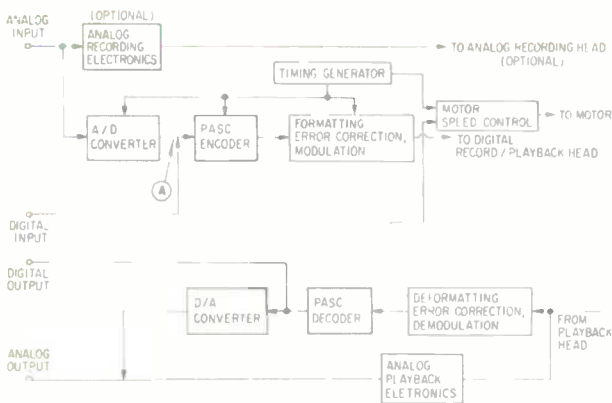 ANALOG
INPUT
(OPTIONAL)
ANALOG
RECORDING
ELECTRONICS
TO ANALOG RECORDING HEAD
(OPTIONAL)
TIMING GENERATOR
A/D
CONVERTER
PASC
ENCODER
FORMATTING
ERROR CORRECTION,
MODULATION
MOTOR
SPEED CONTROL
TO MOTOR
TO DIGITAL
RECORD/PLAYBACK HEAD
A
DIGITAL
INPUT
DIGITAL
OUTPUT
D/A
CONVERTER
PASC
DECODER
DEFORMATTING
ERROR CORRECTION,
DEMODULATION
FROM
PLAYBACK
HEAD
ANALOG
OUTPUT
ANALOG
PLAYBACK
ELETRONICS